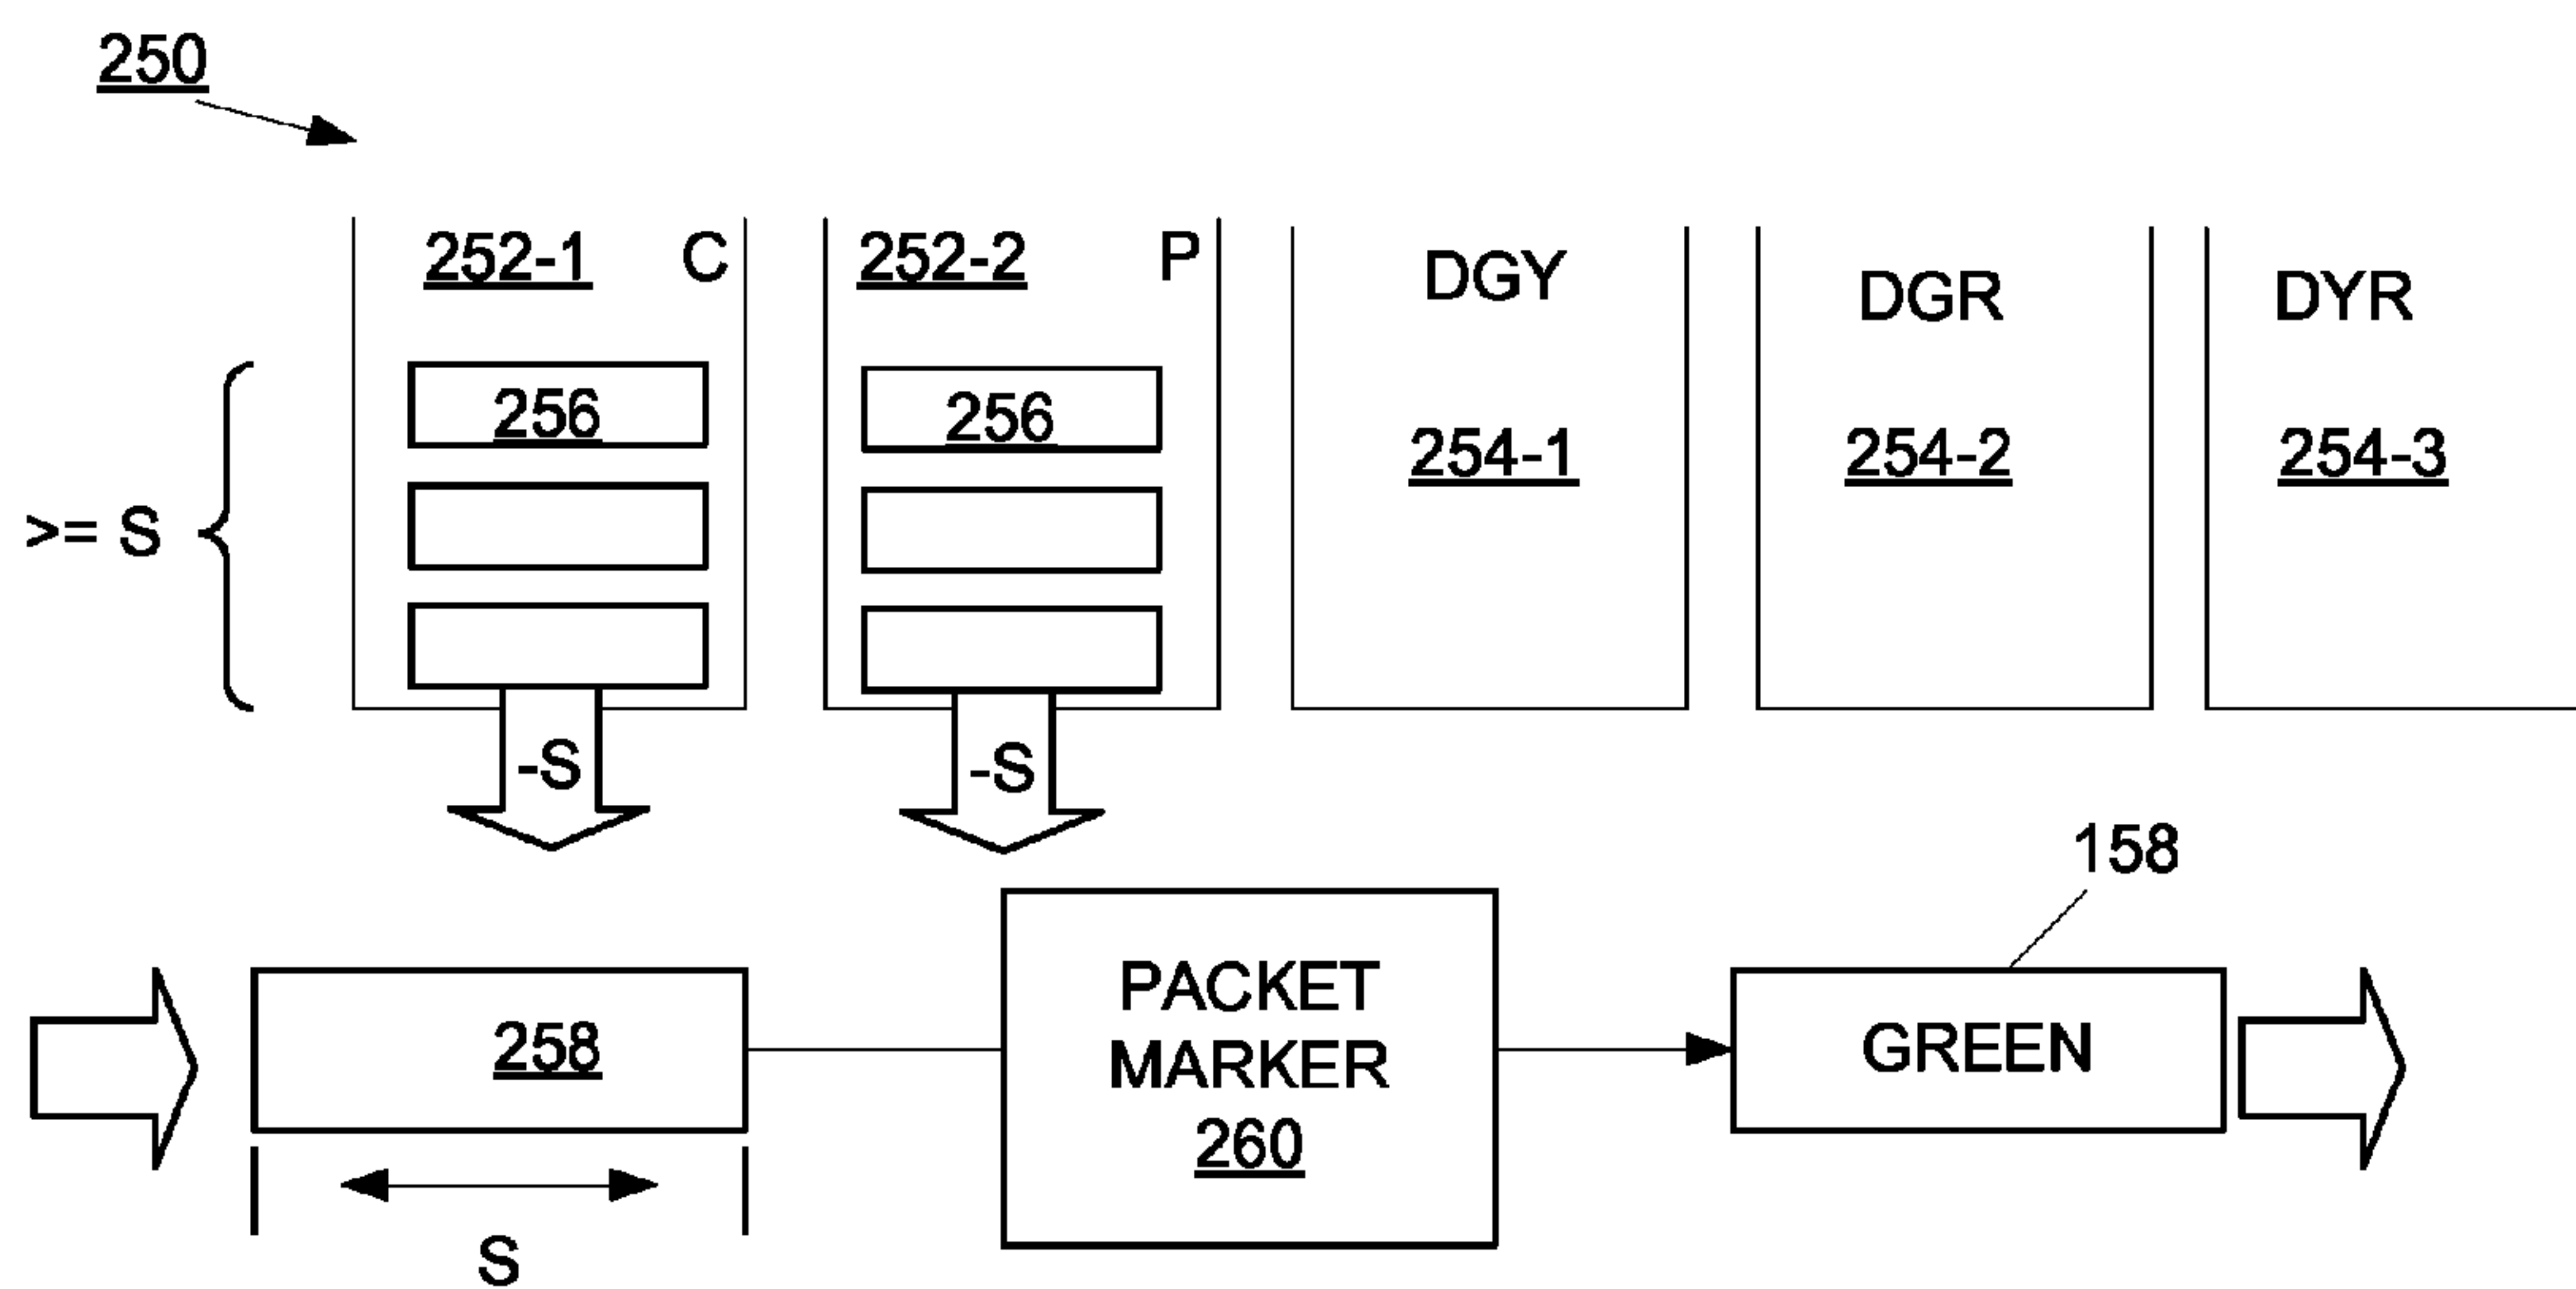 250
252-1 C
252-2 P
DGY
DGR
DYR
256
256
254-1
254-2
254-3
>= S
-S
-S
158
258
PACKET
MARKER
260
GREEN
S